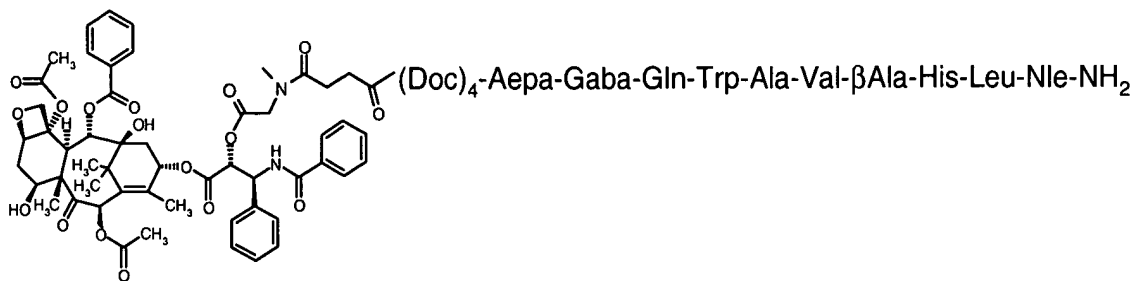 O
CH₃
O
N
(Doc)₄-Aepa-Gaba-Gln-Trp-Ala-Val-βAla-His-Leu-Nle-NH₂
O
O
O
O
O
O
H
OH
O
H
N
H₃C
O
H₃C
O
O
HO
CH₃
CH₃
O
O
CH₃
O